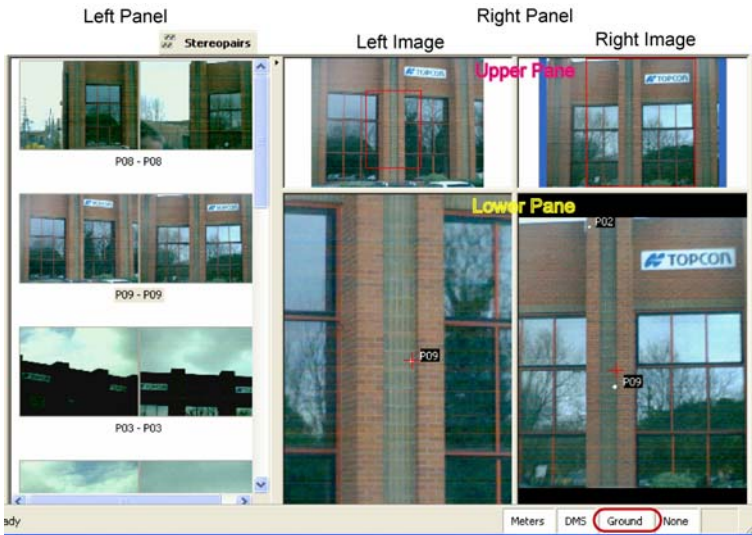 Left Panel
Right Panel
Stereopairs
Left Image
Right Image
Upper Pane
TOPCON
TOPCON
P08 - P08
Lower Pane
P02
TOPCON
P09 - P09
P09
P09
P03 - P03
ady
Meters DMS Ground None